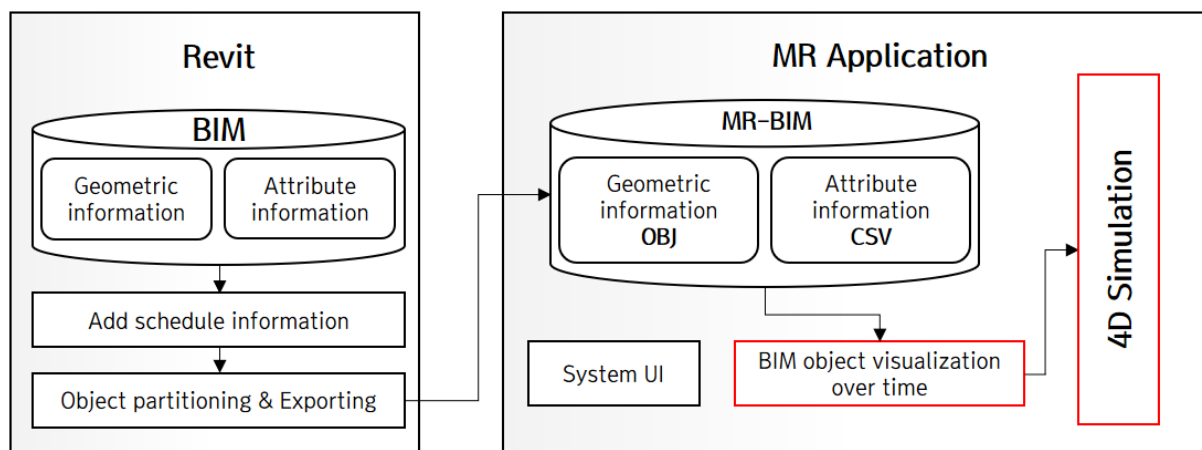 Revit
BIM
Geometric
information
Attribute
information
Add schedule information
Object partitioning & Exporting
MR Application
MR-BIM
Geometric
information
OBJ
Attribute
information
CSV
System UI
BIM object visualization
over time
4D Simulation